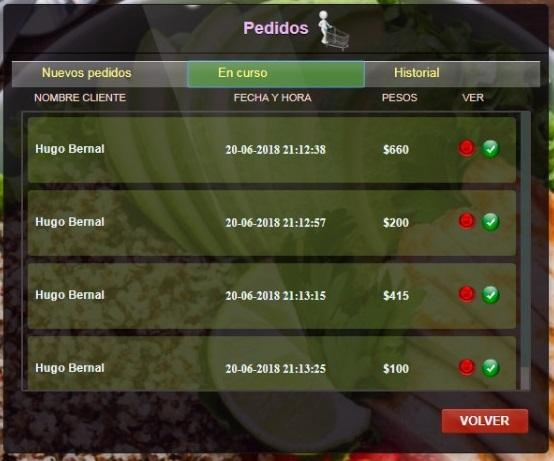 Pedidos
Nuevos pedidos En curso Historial
NOMBRE CLIENTE FECHA Y HORA PESOS VER
Hugo Bernal 20-06-2018 21:12:38 $660
Hugo Bernal 20-06-2018 21:12:57 $200
Hugo Bernal 20-06-2018 21:13:15 $415
Hugo Bernal 20-06-2018 21:13:25 $100
VOLVER